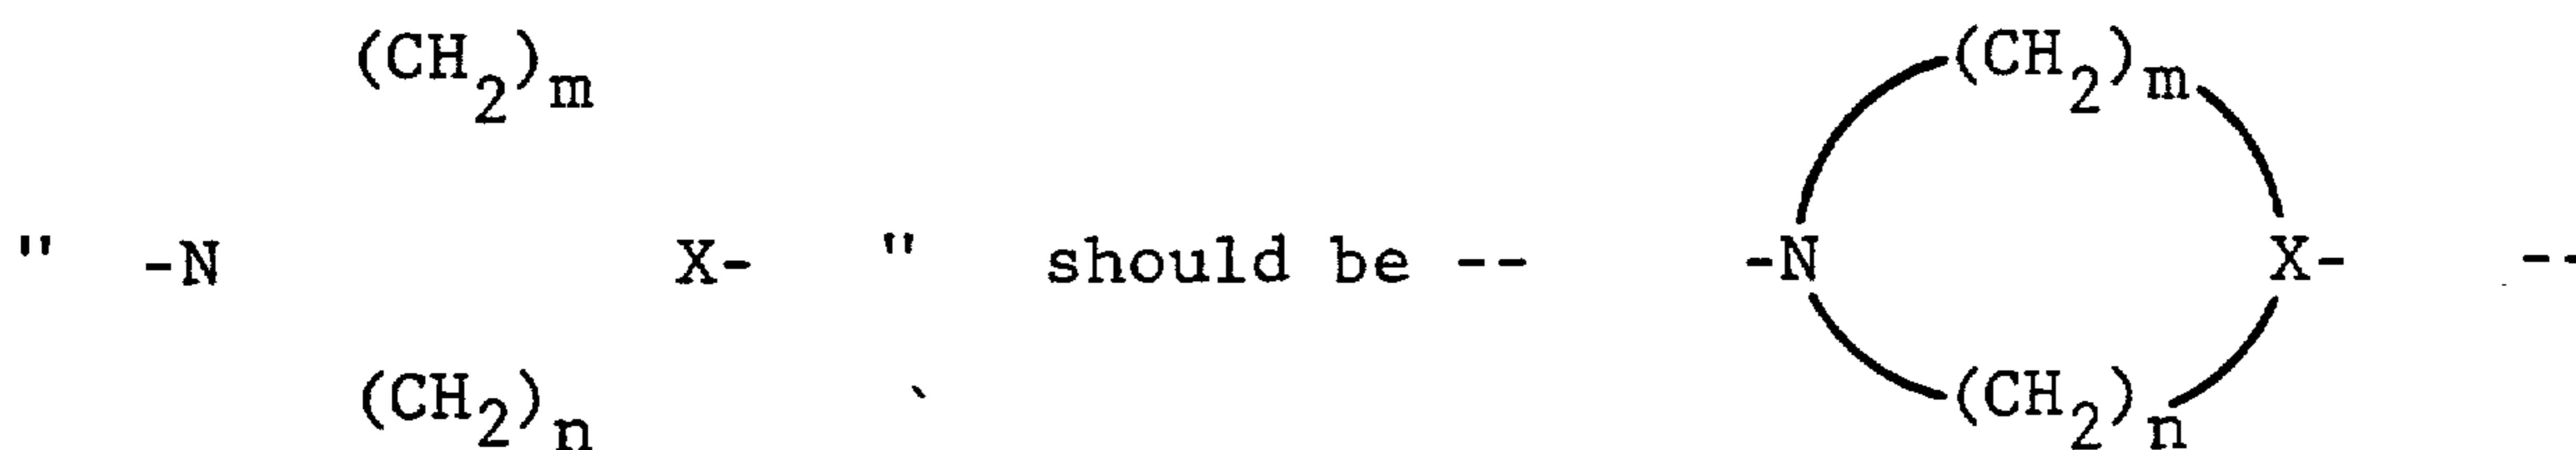 (CH₂)m (CH₂)m
" -N X- " should be -- -N X- --
(CH₂)n (CH₂)n